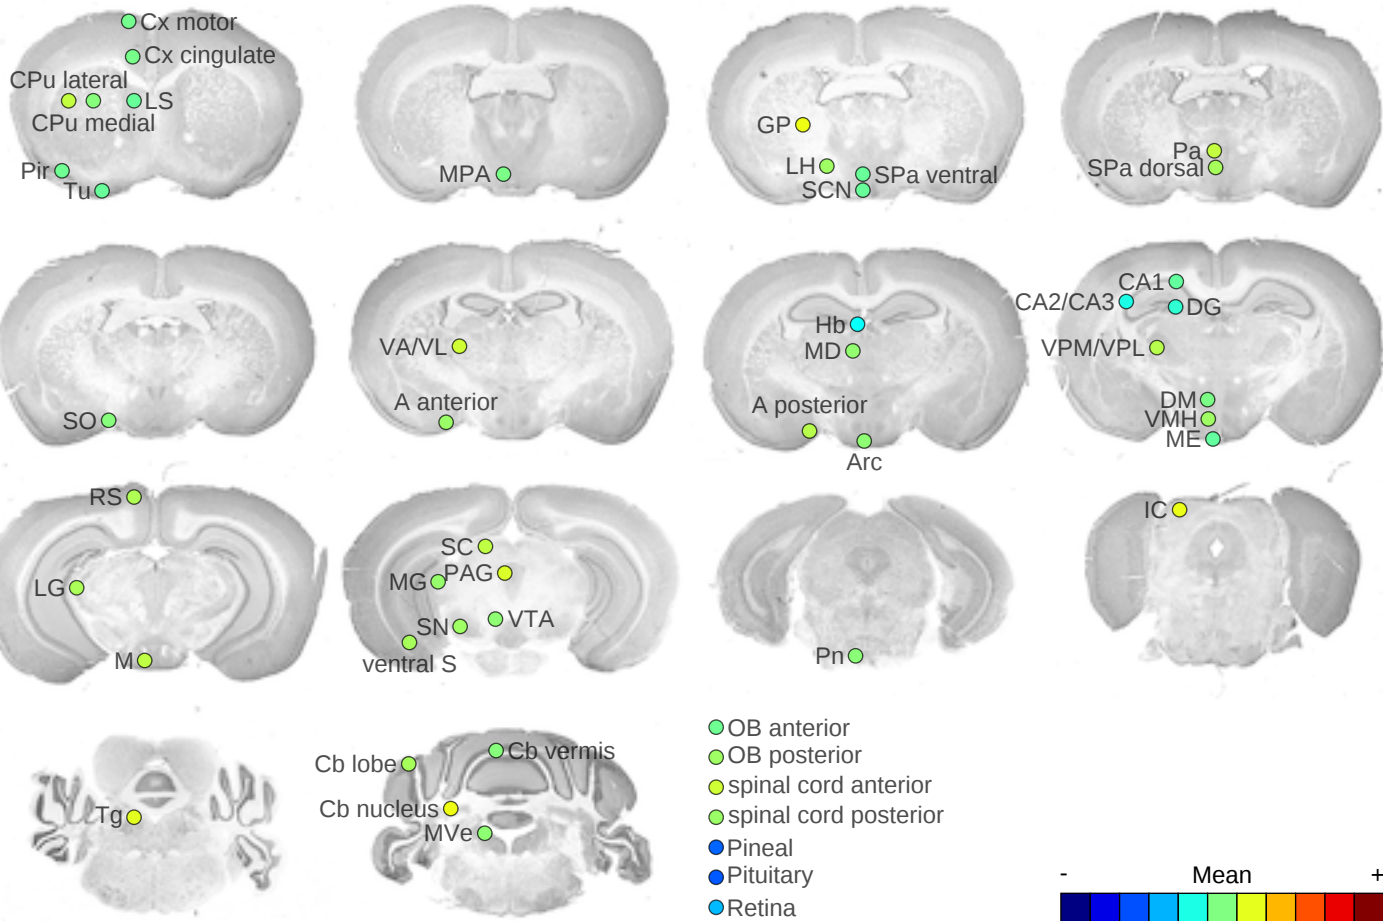 Cx motor
Cx cingulate
CPu lateral
LS
CPu medial
Pir
Tu
MPA
GP
LH
SPa ventral
SCN
Pa
SPa dorsal
SO
VA/VL
A anterior
Hb
MD
A posterior
Arc
CA1
CA2/CA3
DG
VPM/VPL
DM
VMH
ME
RS
LG
M
SC
PAG
MG
VTA
SN
ventral S
Pn
IC
Tg
Cb vermis
Cb lobe
Cb nucleus
MVe
OB anterior
OB posterior
spinal cord anterior
spinal cord posterior
Pineal
Pituitary
Retina
- Mean +